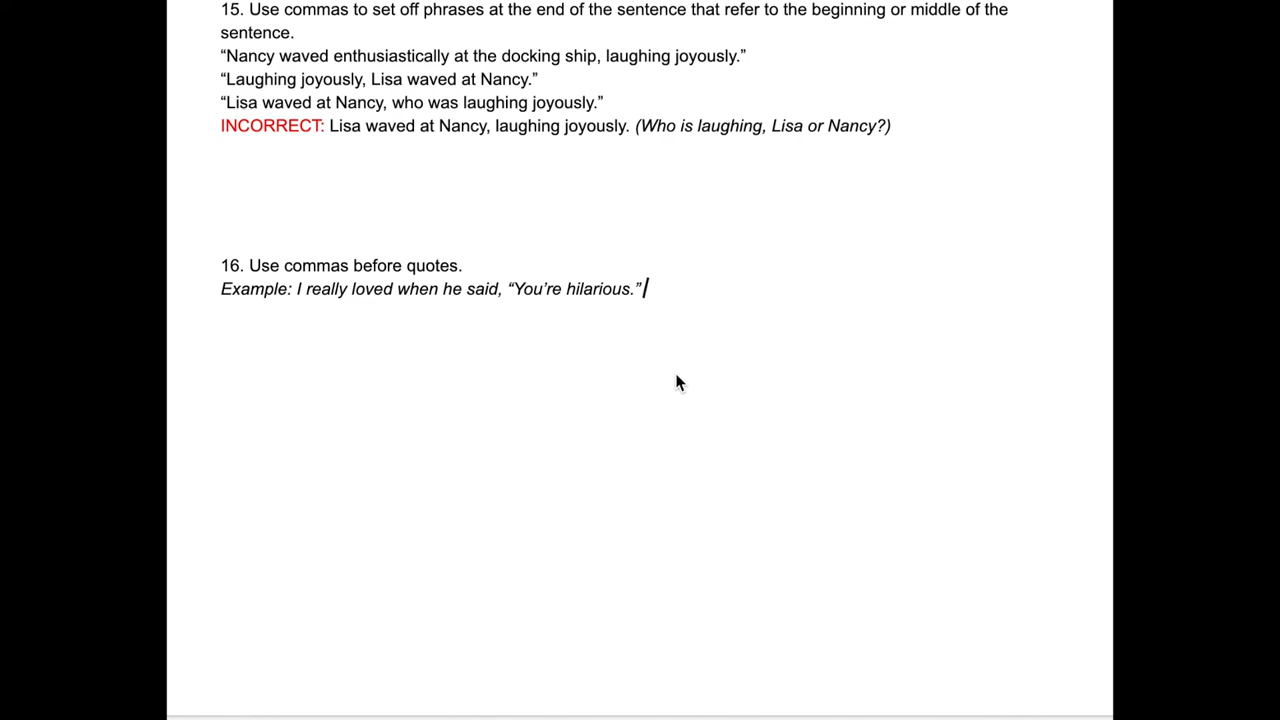 15. Use commas to set off phrases at the end of the sentence that refer to the beginning or middle of the
sentence.
“Nancy waved enthusiastically at the docking ship, laughing joyously.”
“Laughing joyously, Lisa waved at Nancy.”
“Lisa waved at Nancy, who was laughing joyously.”
INCORRECT: Lisa waved at Nancy, laughing joyously. (Who is laughing, Lisa or Nancy?)
16. Use commas before quotes.
Example: I really loved when he said, “You’re hilarious.”